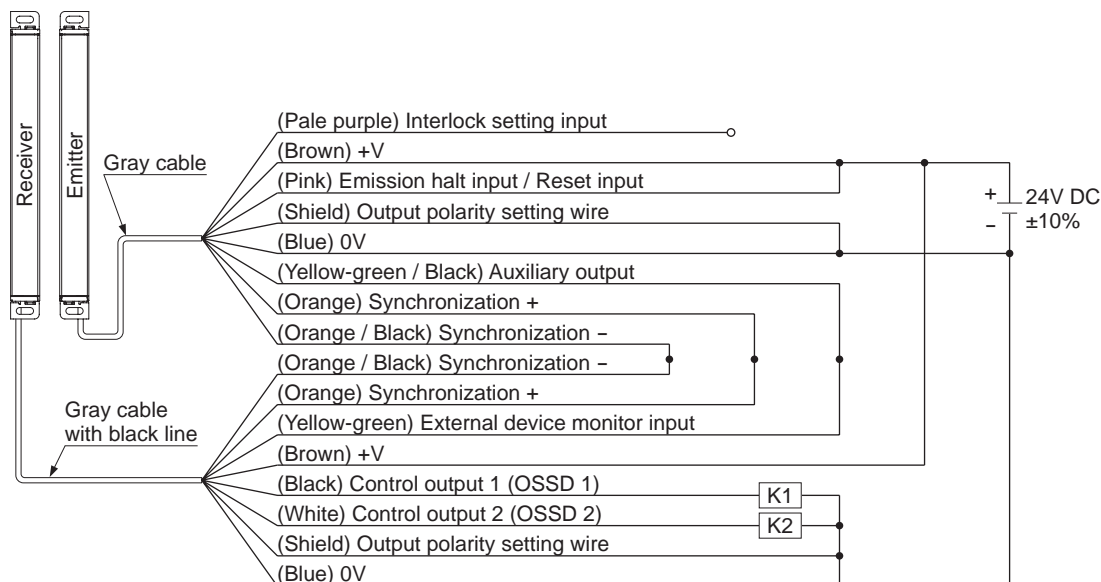 Receiver
Emitter
Gray cable
(Pale purple) Interlock setting input
(Brown) +V
(Pink) Emission halt input / Reset input
(Shield) Output polarity setting wire
(Blue) 0V
(Yellow-green / Black) Auxiliary output
(Orange) Synchronization +
(Orange / Black) Synchronization –
+
–
24V DC
±10%
Gray cable
with black line
(Orange / Black) Synchronization –
(Orange) Synchronization +
(Yellow-green) External device monitor input
(Brown) +V
(Black) Control output 1 (OSSD 1)
K1
(White) Control output 2 (OSSD 2)
K2
(Shield) Output polarity setting wire
(Blue) 0V